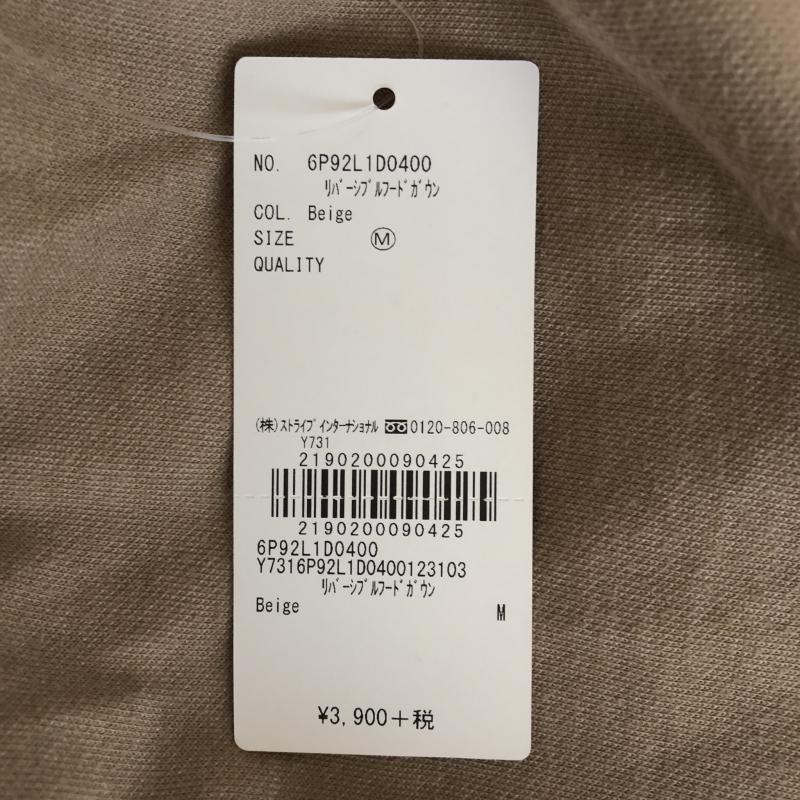 NO. 6P92L1D0400
ﾘﾊﾞｰｼﾌﾞﾙﾌｰﾄﾞｶﾞｳﾝ
COL. Beige
SIZE Ⓜ
QUALITY
(株)ｽﾄﾗｲﾌﾟｲﾝﾀｰﾅｼｮﾅﾙ 0120-806-008
Y731
2190200090425
2190200090425
6P92L1D0400
Y7316P92L1D0400123103
ﾘﾊﾞｰｼﾌﾞﾙﾌｰﾄﾞｶﾞｳﾝ
Beige M
¥3,900+税